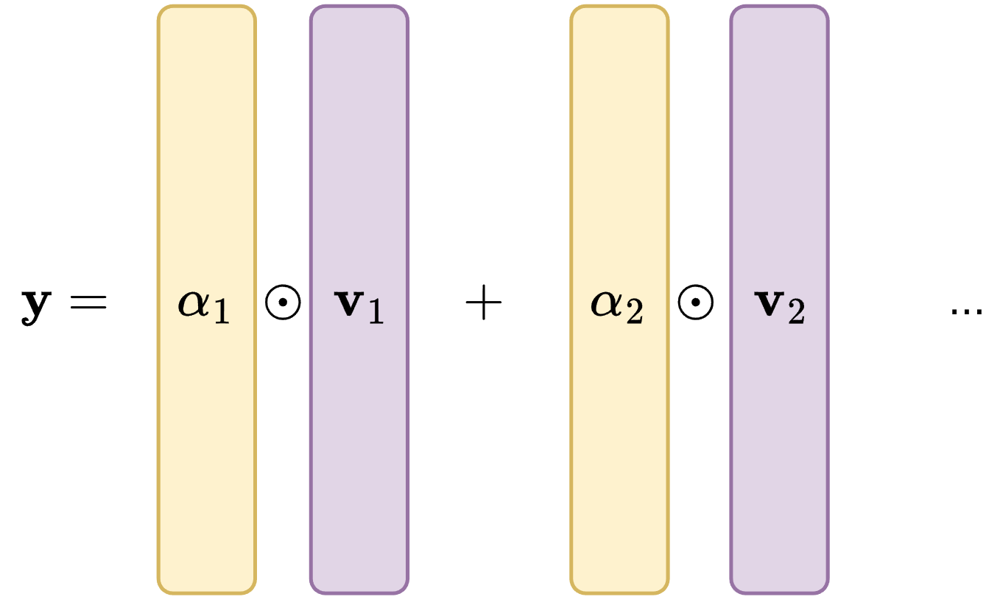 𝐲 = α₁ ⊙ 𝐯₁ + α₂ ⊙ 𝐯₂ ...